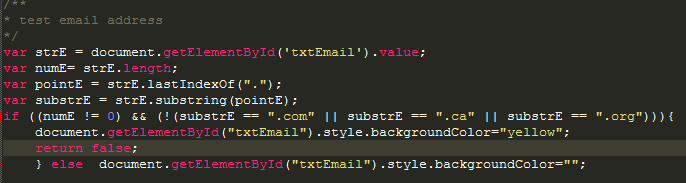 /**
* test email address
*/
var strE = document.getElementById('txtEmail').value;
var numE= strE.length;
var pointE = strE.lastIndexOf(".");
var substrE = strE.substring(pointE);
if ((numE != 0) && (!(substrE == ".com" || substrE == ".ca" || substrE == ".org"))){
document.getElementById("txtEmail").style.backgroundColor="yellow";
return false;
} else  document.getElementById("txtEmail").style.backgroundColor="";